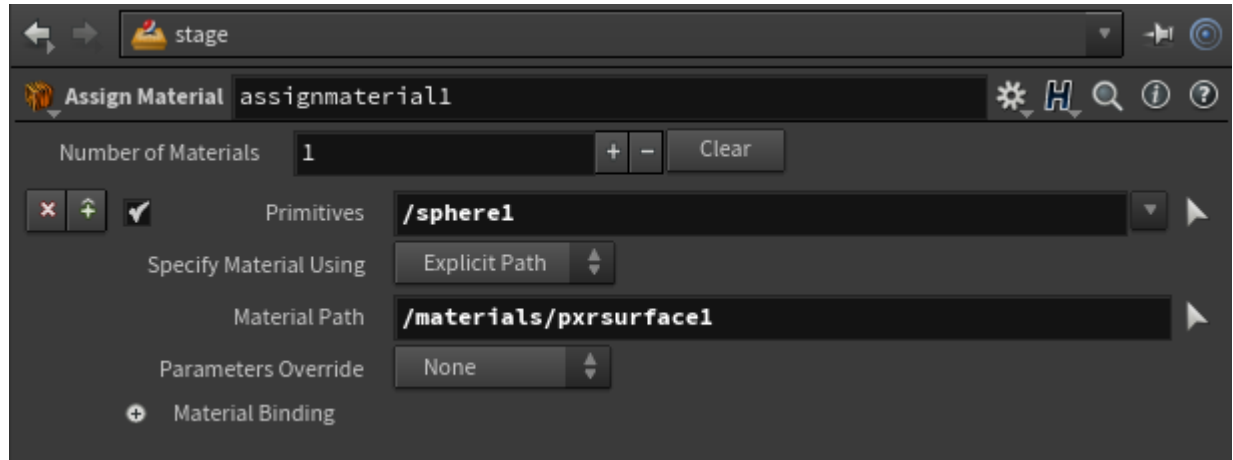 stage
Assign Material assignmaterial1
Number of Materials 1 + − Clear
Primitives /sphere1
Specify Material Using Explicit Path
Material Path /materials/pxrsurface1
Parameters Override None
Material Binding